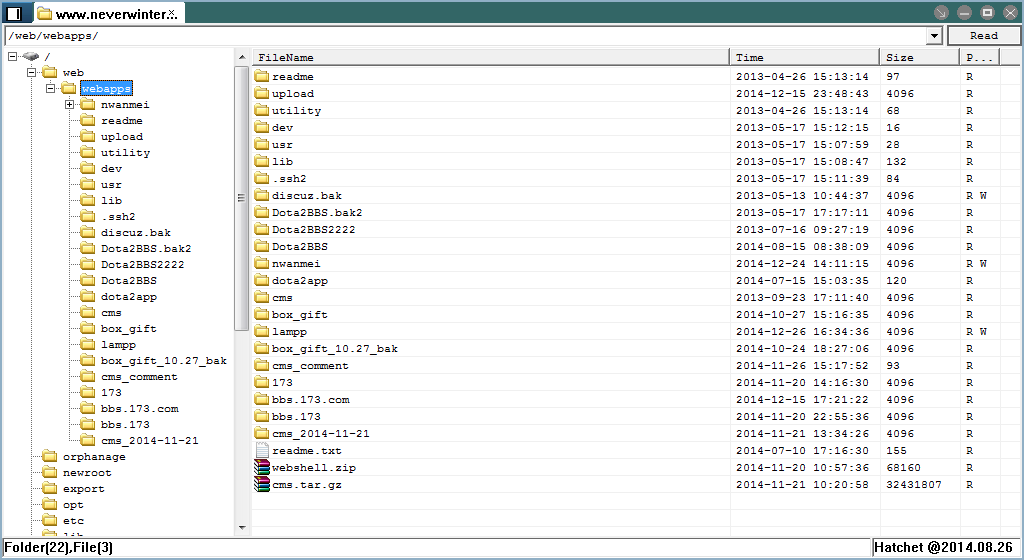 www.neverwinter.
/web/webapps/
Read
/
web
webapps
nwanmei
readme
upload
utility
dev
usr
lib
.ssh2
discuz.bak
Dota2BBS.bak2
Dota2BBS2222
Dota2BBS
dota2app
cms
box_gift
lampp
box_gift_10.27_bak
cms_comment
173
bbs.173.com
bbs.173
cms_2014-11-21
orphanage
newroot
export
opt
etc
lib
FileName Time Size P...
readme 2013-04-26 15:13:14 97 R
upload 2014-12-15 23:48:43 4096 R
utility 2013-04-26 15:13:14 68 R
dev 2013-05-17 15:12:15 16 R
usr 2013-05-17 15:07:59 28 R
lib 2013-05-17 15:08:47 132 R
.ssh2 2013-05-17 15:11:39 84 R
discuz.bak 2013-05-13 10:44:37 4096 R W
Dota2BBS.bak2 2013-05-17 17:17:11 4096 R
Dota2BBS2222 2013-07-16 09:27:19 4096 R
Dota2BBS 2014-08-15 08:38:09 4096 R
nwanmei 2014-12-24 14:11:15 4096 R W
dota2app 2014-07-15 15:03:35 120 R
cms 2013-09-23 17:11:40 4096 R
box_gift 2014-10-27 15:16:35 4096 R
lampp 2014-12-26 16:34:36 4096 R W
box_gift_10.27_bak 2014-10-24 18:27:06 4096 R
cms_comment 2014-11-26 15:17:52 93 R
173 2014-11-20 14:16:30 4096 R
bbs.173.com 2014-12-15 17:21:22 4096 R
bbs.173 2014-11-20 22:55:36 4096 R
cms_2014-11-21 2014-11-21 13:34:26 4096 R
readme.txt 2014-07-10 17:16:30 155 R
webshell.zip 2014-11-20 10:57:36 68160 R
cms.tar.gz 2014-11-21 10:20:58 32431807 R
Folder(22),File(3)
Hatchet @2014.08.26